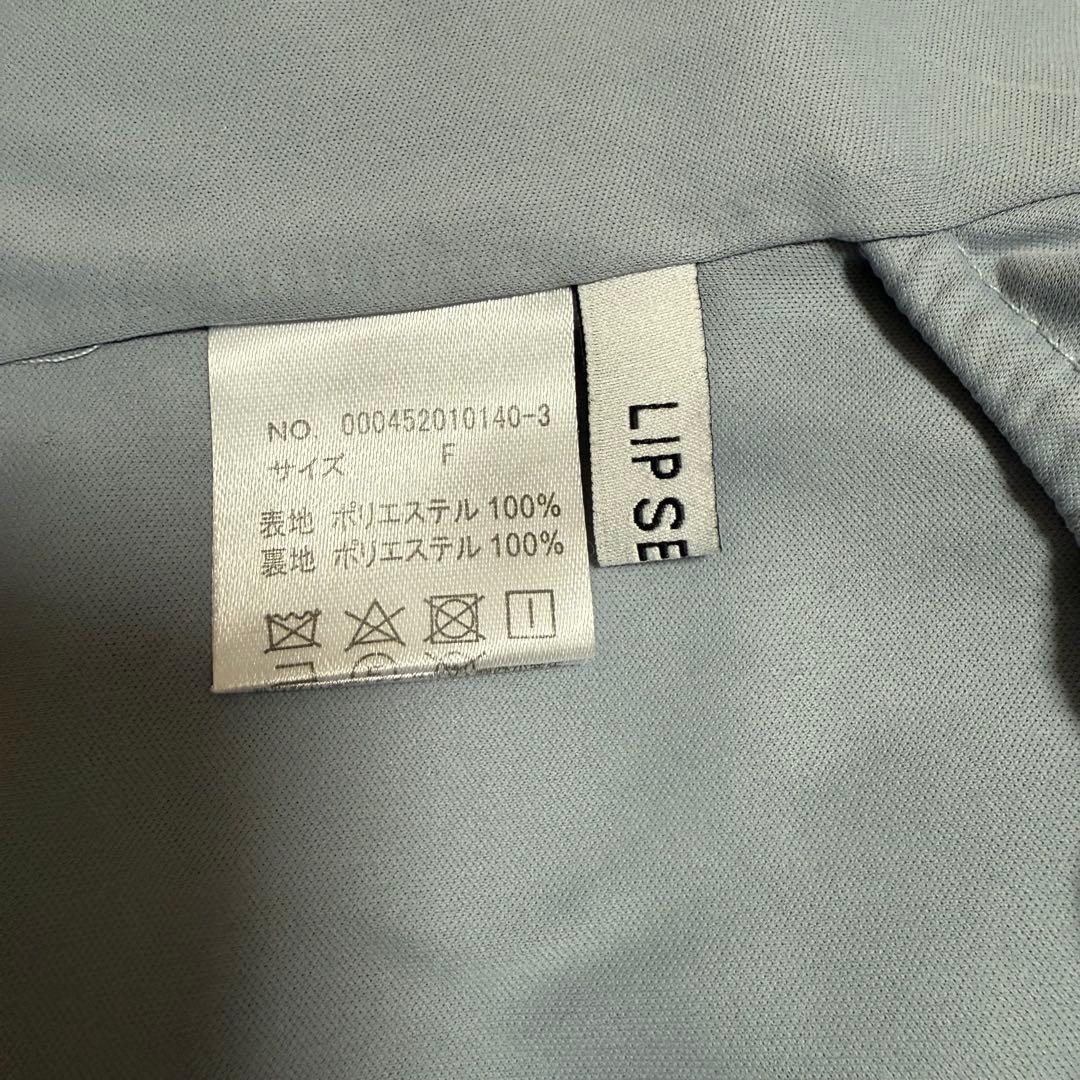 NO. 000452010140-3
サイズ F
表地 ポリエステル 100%
裏地 ポリエステル 100%
LIP SE